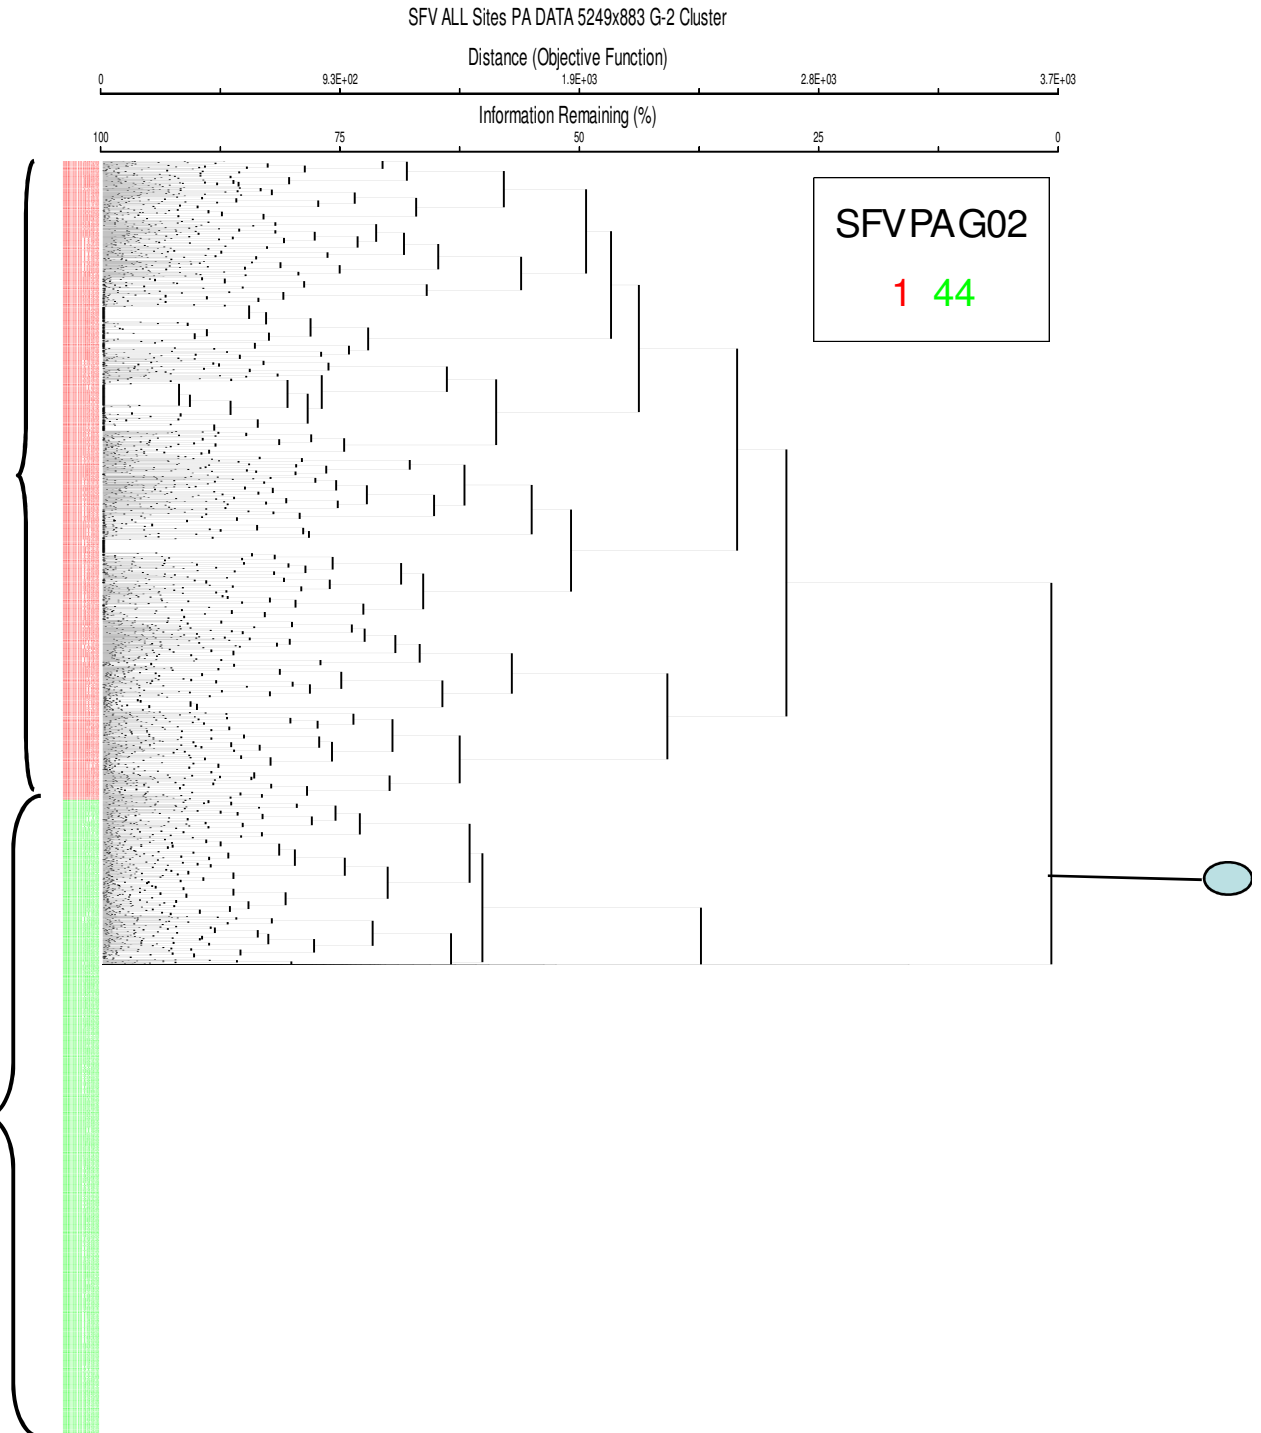 SFV ALL Sites PA DATA 5249x883 G-2 Cluster
Distance (Objective Function)
0 9.3E+02 1.9E+03 2.8E+03 3.7E+03
Information Remaining (%)
100 75 50 25 0
SFVPAG02
1 44